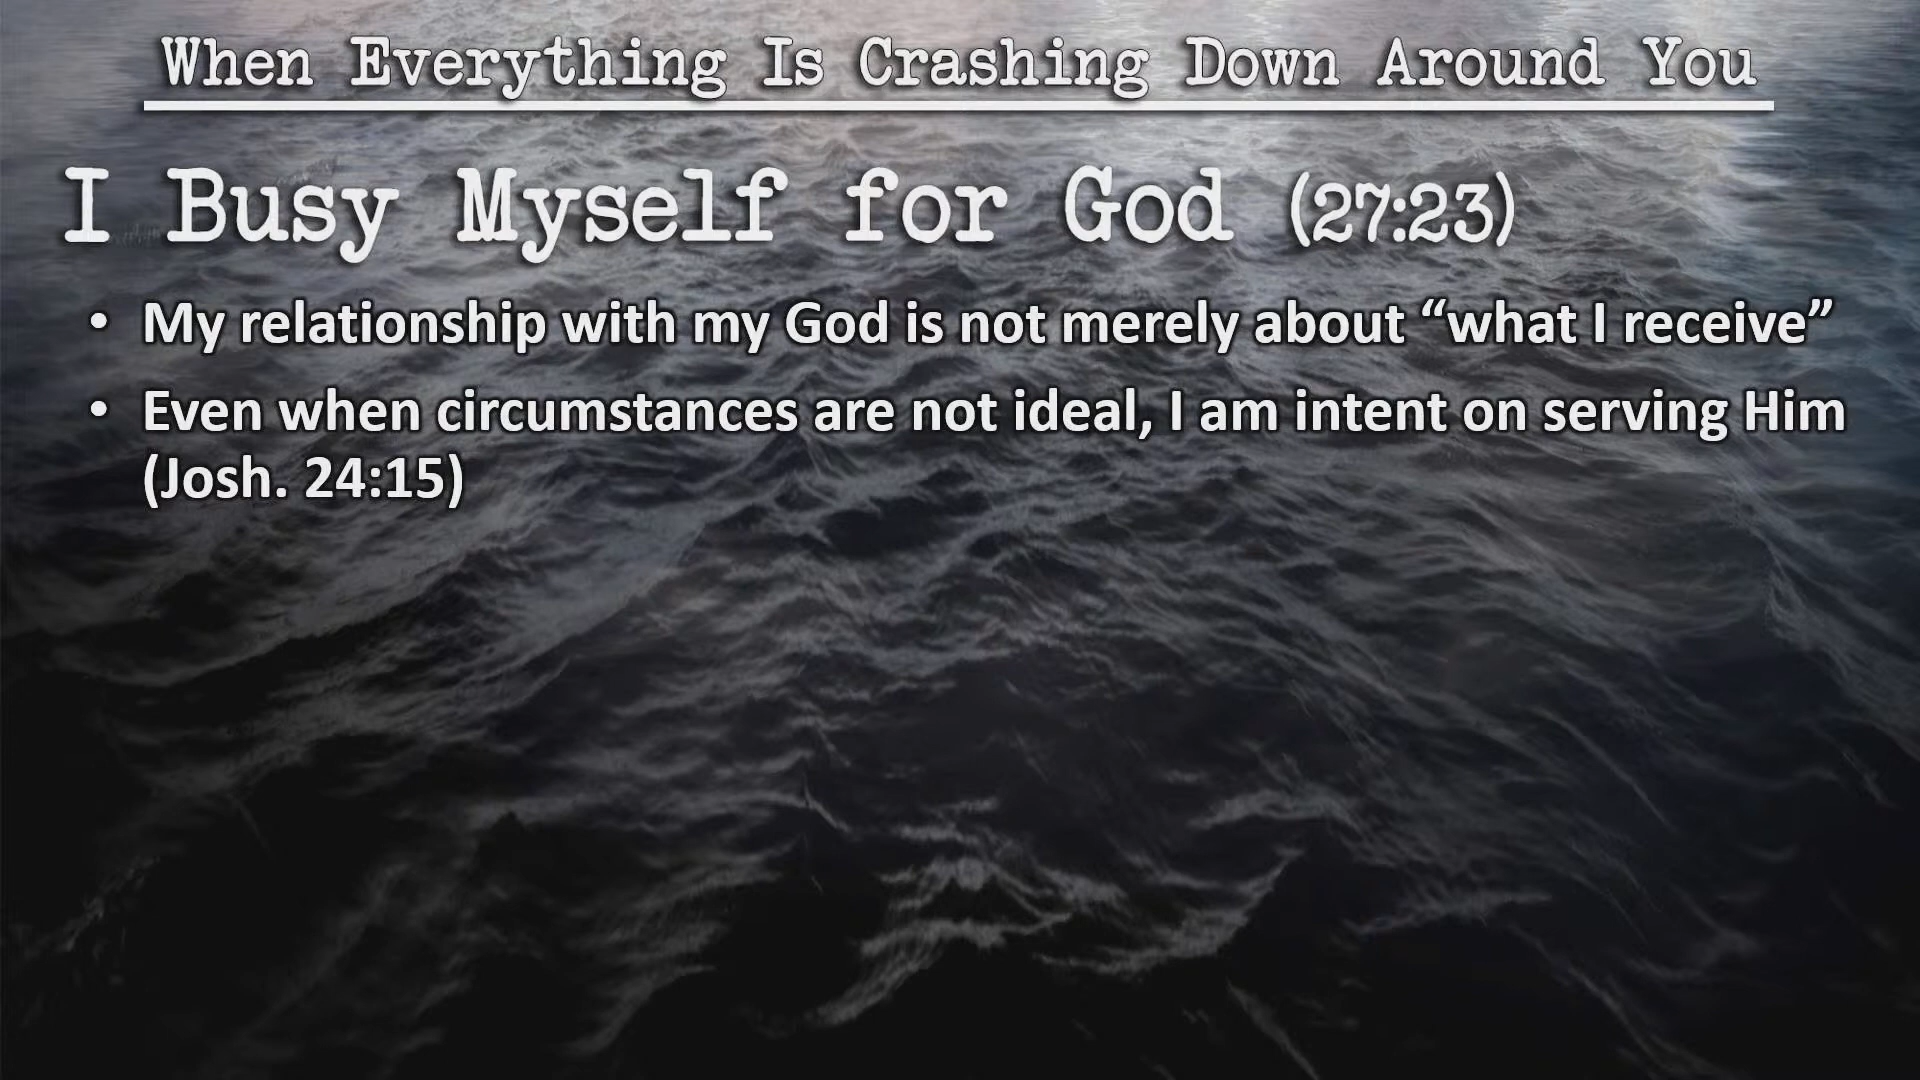 When Everything Is Crashing Down Around You
I Busy Myself for God (27:23)
• My relationship with my God is not merely about “what I receive”
• Even when circumstances are not ideal, I am intent on serving Him
(Josh. 24:15)